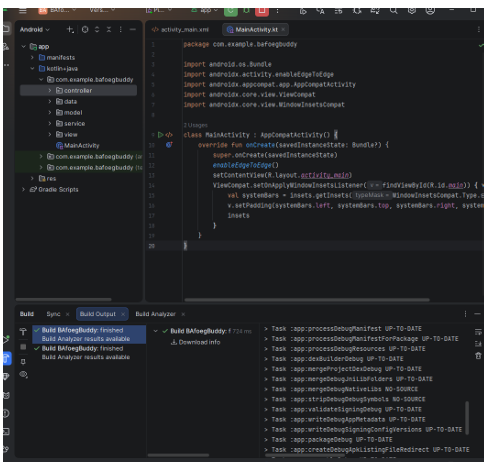 BAfo... Vers...
app
Android
activity_main.xml
MainActivity.kt
app
manifests
kotlin+java
com.example.bafoegbuddy
controller
data
model
service
view
MainActivity
com.example.bafoegbuddy
com.example.bafoegbuddy
res
Gradle Scripts
package com.example.bafoegbuddy
import android.os.Bundle
import androidx.activity.enableEdgeToEdge
import androidx.appcompat.app.AppCompatActivity
import androidx.core.view.ViewCompat
import androidx.core.view.WindowInsetsCompat
2 Usages
class MainActivity : AppCompatActivity() {
override fun onCreate(savedInstanceState: Bundle?) {
super.onCreate(savedInstanceState)
enableEdgeToEdge()
setContentView(R.layout.activity_main)
ViewCompat.setOnApplyWindowInsetsListener( v = findViewById(R.id.main)) { v
val systemBars = insets.getInsets( typeMask = WindowInsetsCompat.Type.s
v.setPadding(systemBars.left, systemBars.top, systemBars.right, system
insets
}
}
}
Build Sync × Build Output × Build Analyzer ×
Build BAfoegBuddy: finished
Build Analyzer results available
Build BAfoegBuddy: finished
Build Analyzer results available
Build BAfoegBuddy: f 724 ms
Download info
> Task :app:processDebugManifest UP-TO-DATE
> Task :app:processDebugManifestForPackage UP-TO-DATE
> Task :app:processDebugResources UP-TO-DATE
> Task :app:dexBuilderDebug UP-TO-DATE
> Task :app:mergeProjectDexDebug UP-TO-DATE
> Task :app:mergeDebugJniLibFolders UP-TO-DATE
> Task :app:mergeDebugNativeLibs NO-SOURCE
> Task :app:stripDebugDebugSymbols NO-SOURCE
> Task :app:validateSigningDebug UP-TO-DATE
> Task :app:writeDebugAppMetadata UP-TO-DATE
> Task :app:writeDebugSigningConfigVersions UP-TO-DATE
> Task :app:packageDebug UP-TO-DATE
> Task :app:createDebugApkListingFileRedirect UP-TO-DATE